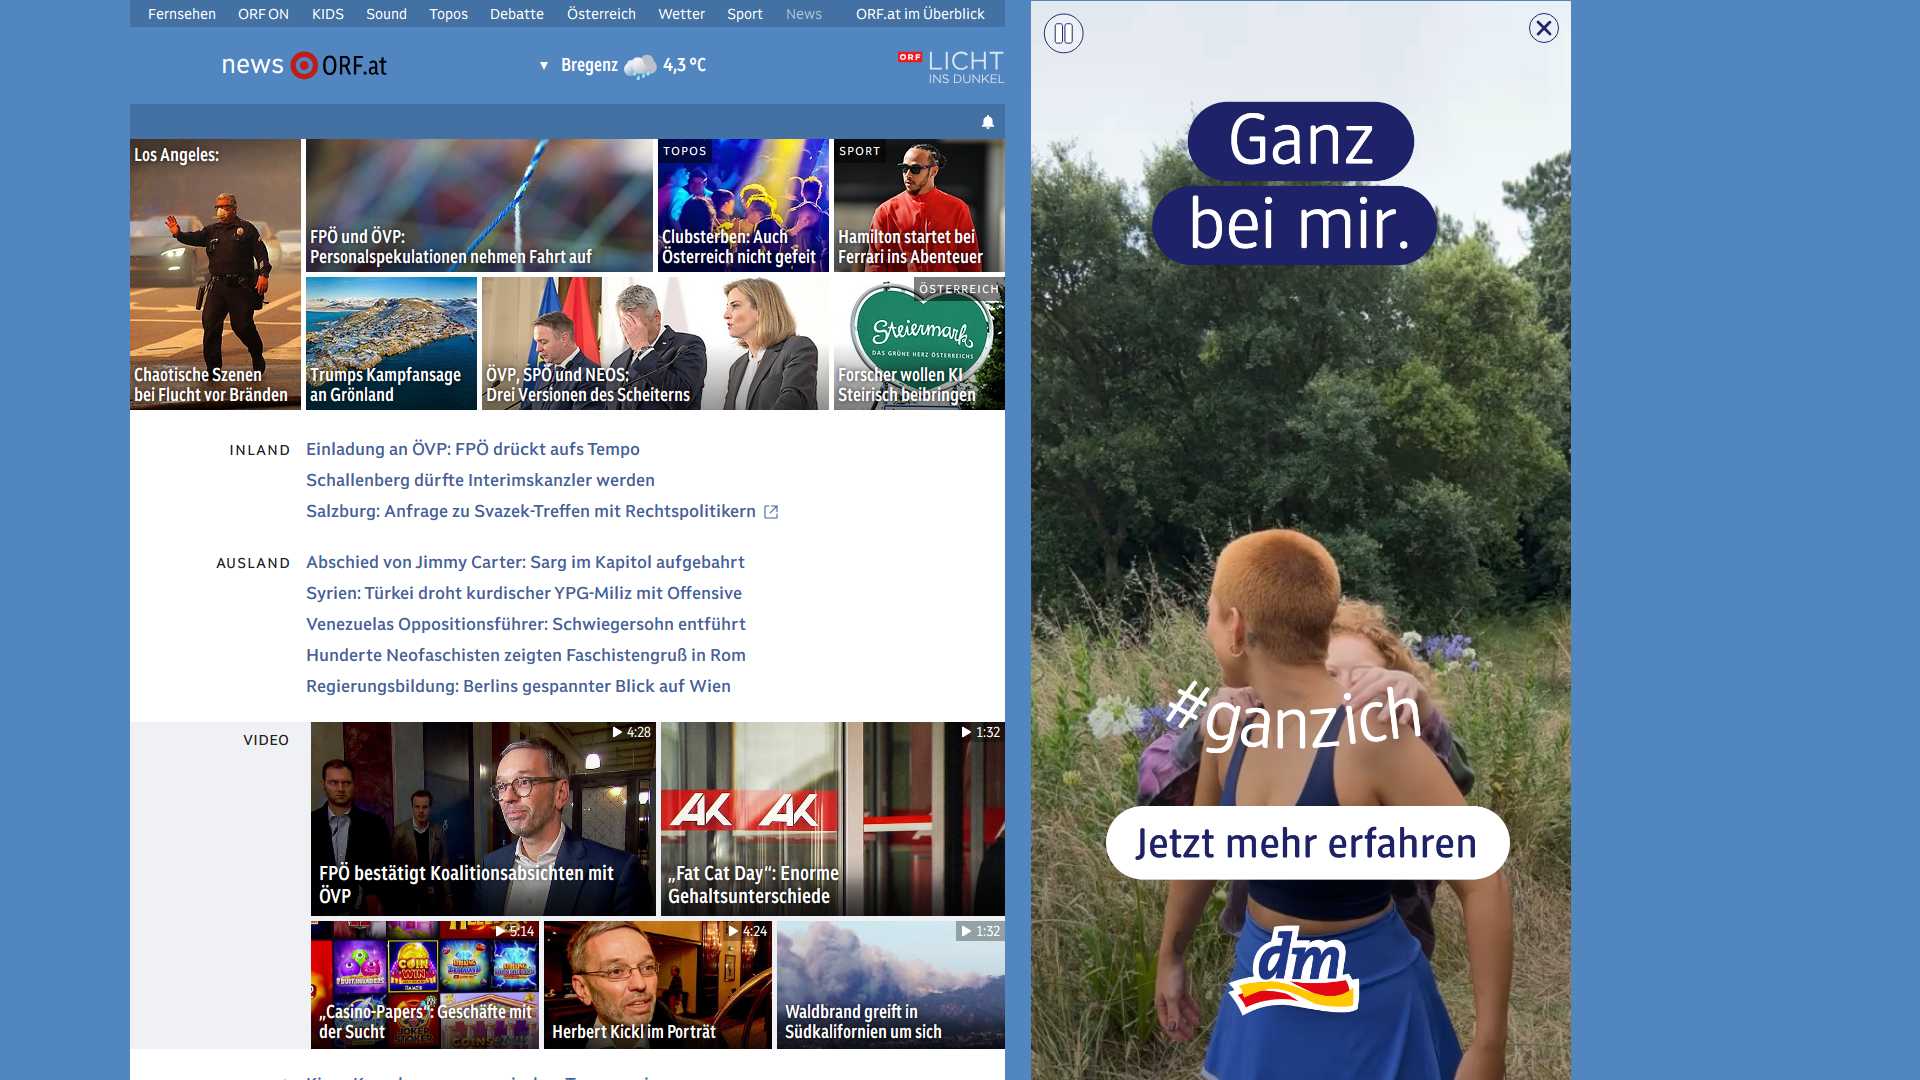 Fernsehen ORF ON KIDS Sound Topos Debatte Österreich Wetter Sport News ORF.at im Überblick
news ORF.at
Bregenz 4,3 °C
ORF LICHT
INS DUNKEL
Los Angeles:
Chaotische Szenen
bei Flucht vor Bränden
FPÖ und ÖVP:
Personalspekulationen nehmen Fahrt auf
TOPOS
Clubsterben: Auch
Österreich nicht gefeit
SPORT
Hamilton startet bei
Ferrari ins Abenteuer
Trumps Kampfansage
an Grönland
ÖVP, SPÖ und NEOS:
Drei Versionen des Scheiterns
ÖSTERREICH
Steiermark
DAS GRÜNE HERZ ÖSTERREICHS
Forscher wollen KI
Steirisch beibringen
INLAND
Einladung an ÖVP: FPÖ drückt aufs Tempo
Schallenberg dürfte Interimskanzler werden
Salzburg: Anfrage zu Svazek-Treffen mit Rechtspolitikern
AUSLAND
Abschied von Jimmy Carter: Sarg im Kapitol aufgebahrt
Syrien: Türkei droht kurdischer YPG-Miliz mit Offensive
Venezuelas Oppositionsführer: Schwiegersohn entführt
Hunderte Neofaschisten zeigten Faschistengruß in Rom
Regierungsbildung: Berlins gespannter Blick auf Wien
VIDEO
4:28
FPÖ bestätigt Koalitionsabsichten mit
ÖVP
1:32
AK AK
„Fat Cat Day“: Enorme
Gehaltsunterschiede
5:14
COIN
WIN
„Casino-Papers“: Geschäfte mit
der Sucht
JOKER
STOKER
4:24
Herbert Kickl im Porträt
1:32
Waldbrand greift in
Südkalifornien um sich
Ganz
bei mir.
#ganzich
Jetzt mehr erfahren
dm